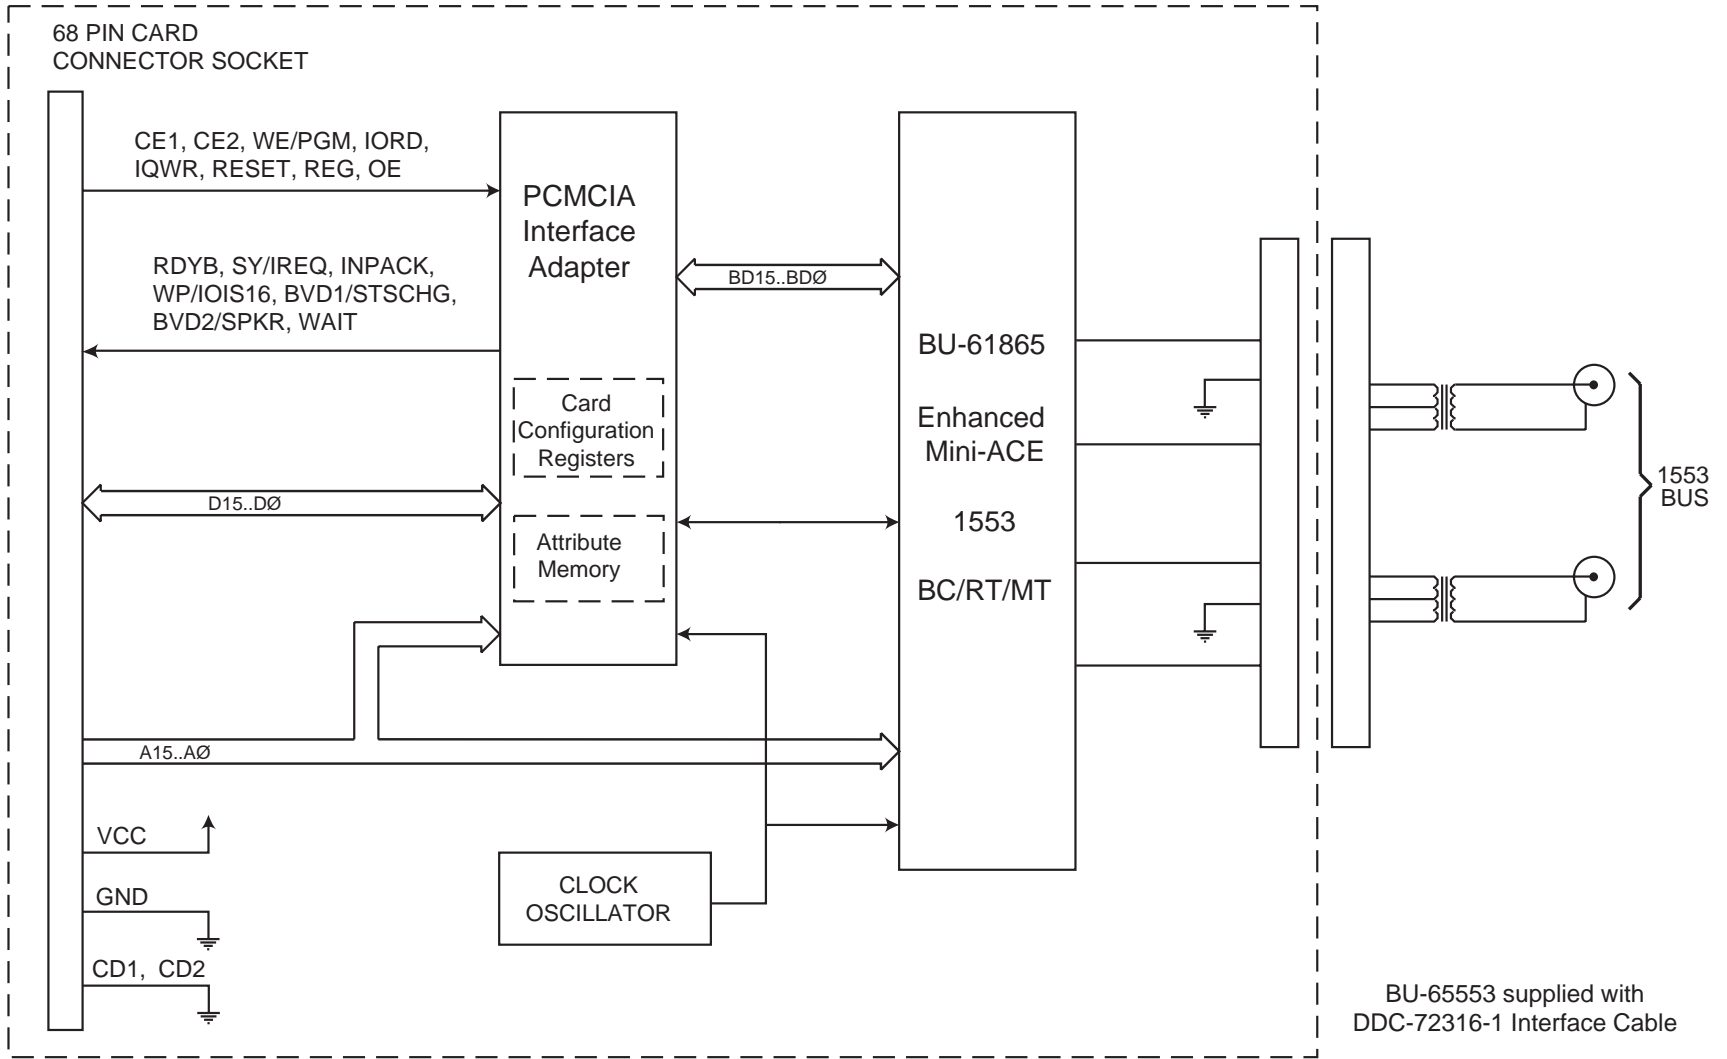 68 PIN CARD
CONNECTOR SOCKET
CE1, CE2, WE/PGM, IORD,
IQWR, RESET, REG, OE
RDYB, SY/IREQ, INPACK,
WP/IOIS16, BVD1/STSCHG,
BVD2/SPKR, WAIT
D15..DØ
A15..AØ
VCC
GND
CD1, CD2
PCMCIA
Interface
Adapter
Card
Configuration
Registers
Attribute
Memory
CLOCK
OSCILLATOR
BD15..BDØ
BU-61865
Enhanced
Mini-ACE
1553
BC/RT/MT
1553
BUS
BU-65553 supplied with
DDC-72316-1 Interface Cable